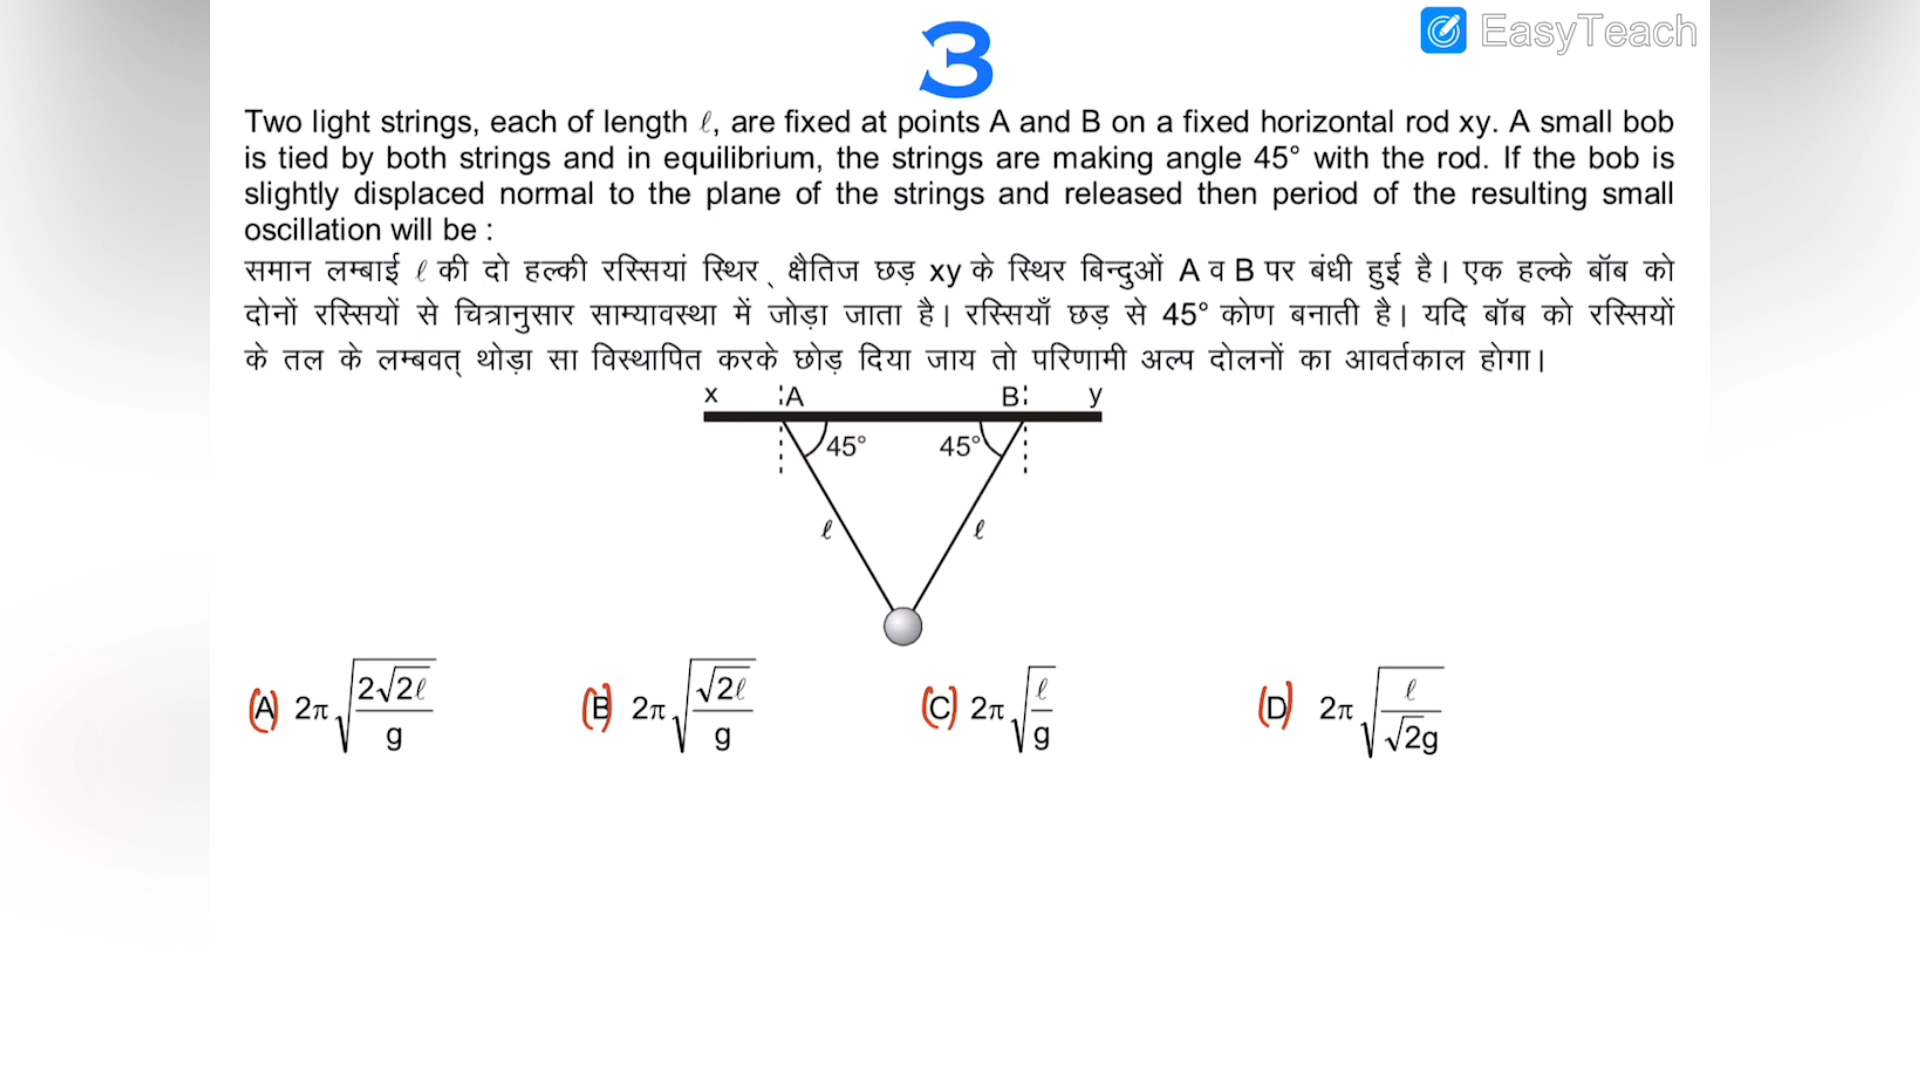 3
EasyTeach
Two light strings, each of length ℓ, are fixed at points A and B on a fixed horizontal rod xy. A small bob
is tied by both strings and in equilibrium, the strings are making angle 45° with the rod. If the bob is
slightly displaced normal to the plane of the strings and released then period of the resulting small
oscillation will be :
समान लम्बाई ℓ की दो हल्की रस्सियां स्थिर क्षैतिज छड़ xy के स्थिर बिन्दुओं A व B पर बंधी हुई है। एक हल्के बॉब को
दोनों रस्सियों से चित्रानुसार साम्यावस्था में जोड़ा जाता है। रस्सियाँ छड़ से 45° कोण बनाती है। यदि बॉब को रस्सियों
के तल के लम्बवत् थोड़ा सा विस्थापित करके छोड़ दिया जाय तो परिणामी अल्प दोलनों का आवर्तकाल होगा।
x A B y
45° 45°
ℓ ℓ
(A) 2π√(2√2ℓ/g) (B) 2π√(√2ℓ/g) (C) 2π√(ℓ/g) (D) 2π√(ℓ/√2g)